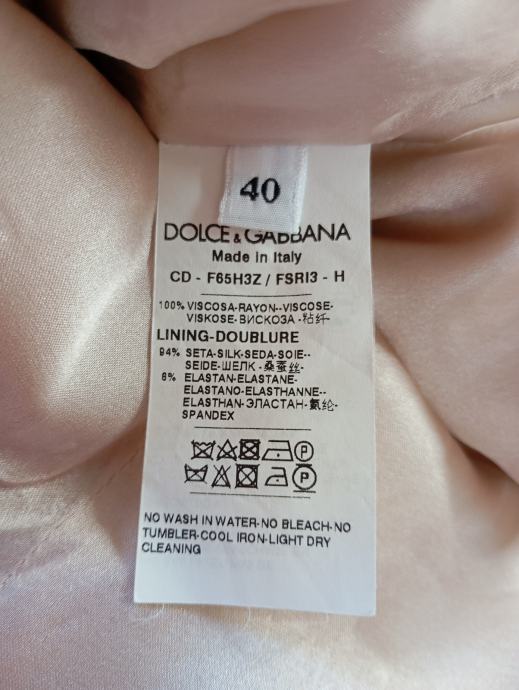 40
DOLCE & GABBANA
Made in Italy
CD - F65H3Z / FSRI3 - H
100% VISCOSA-RAYON--VISCOSE-
VISKOSE-ВИСКОЗА-粘纤
LINING-DOUBLURE
94% SETA-SILK-SEDA-SOIE--
SEIDE-ШЕЛК-桑蚕丝-
6% ELASTAN-ELASTANE-
ELASTANO-ELASTHANNE--
ELASTHAN-ЭЛАСТАН-氨纶-
SPANDEX
P
P
NO WASH IN WATER-NO BLEACH-NO
TUMBLER-COOL IRON-LIGHT DRY
CLEANING